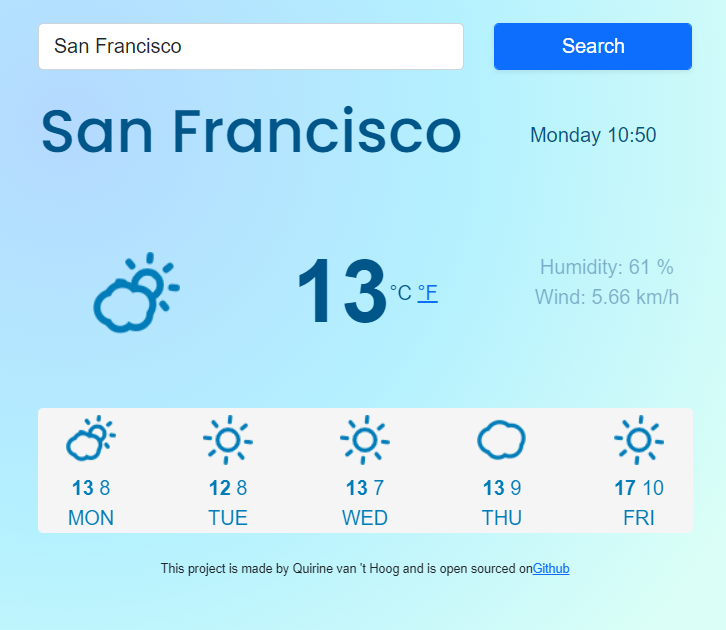 San Francisco
Search
San Francisco
Monday 10:50
13 °C °F
Humidity: 61 %
Wind: 5.66 km/h
13 8
MON
12 8
TUE
13 7
WED
13 9
THU
17 10
FRI
This project is made by Quirine van 't Hoog and is open sourced onGithub